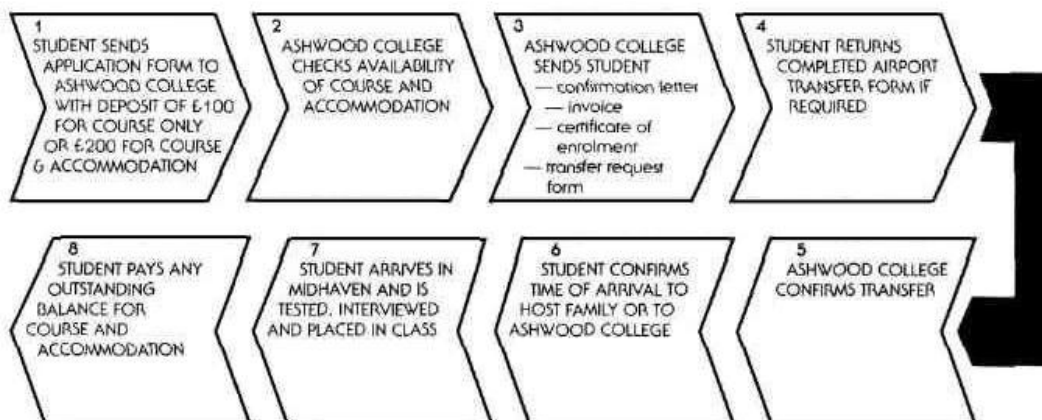 1
STUDENT SENDS
APPLICATION FORM TO
ASHWOOD COLLEGE
WITH DEPOSIT OF £100
FOR COURSE ONLY
OR £200 FOR COURSE
& ACCOMMODATION
2
ASHWOOD COLLEGE
CHECKS AVAILABILITY
OF COURSE AND
ACCOMMODATION
3
ASHWOOD COLLEGE
SENDS STUDENT
— confirmation letter
— invoice
— certificate of
enrolment
— transfer request
form
4
STUDENT RETURNS
COMPLETED AIRPORT
TRANSFER FORM IF
REQUIRED
5
ASHWOOD COLLEGE
CONFIRMS TRANSFER
6
STUDENT CONFIRMS
TIME OF ARRIVAL TO
HOST FAMILY OR TO
ASHWOOD COLLEGE
7
STUDENT ARRIVES IN
MIDHAVEN AND IS
TESTED, INTERVIEWED
AND PLACED IN CLASS
8
STUDENT PAYS ANY
OUTSTANDING
BALANCE FOR
COURSE AND
ACCOMMODATION